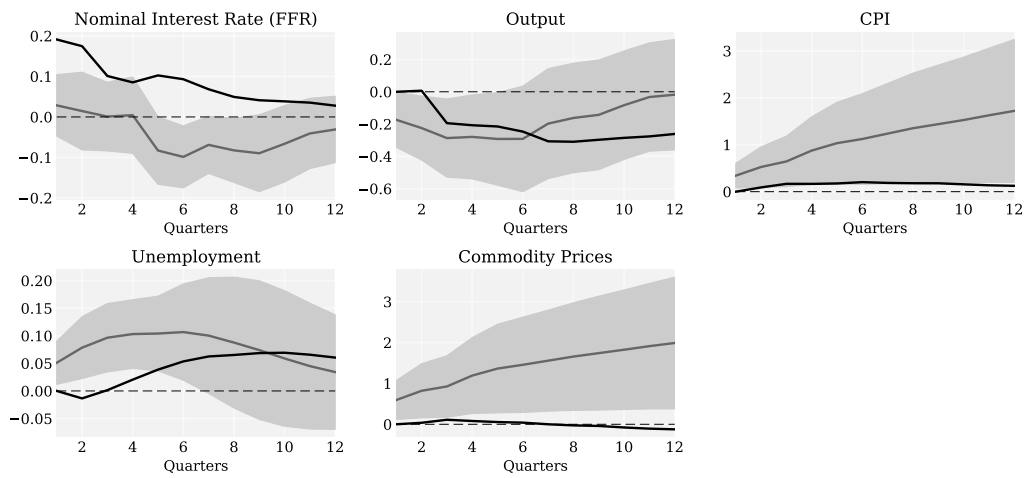 Nominal Interest Rate (FFR)
0.2
0.1
0.0
−0.1
−0.2
2 4 6 8 10 12
Quarters
Output
0.2
0.0
−0.2
−0.4
−0.6
2 4 6 8 10 12
Quarters
CPI
3
2
1
0
2 4 6 8 10 12
Quarters
Unemployment
0.20
0.15
0.10
0.05
0.00
−0.05
2 4 6 8 10 12
Quarters
Commodity Prices
3
2
1
0
2 4 6 8 10 12
Quarters